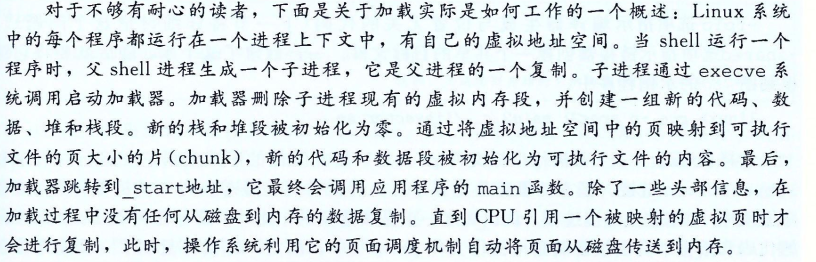 对于不够有耐心的读者，下面是关于加载实际是如何工作的一个概述：Linux 系统
中的每个程序都运行在一个进程上下文中，有自己的虚拟地址空间。当 shell 运行一个
程序时，父 shell 进程生成一个子进程，它是父进程的一个复制。子进程通过 execve 系
统调用启动加载器。加载器删除子进程现有的虚拟内存段，并创建一组新的代码、数
据、堆和栈段。新的栈和堆段被初始化为零。通过将虚拟地址空间中的页映射到可执行
文件的页大小的片(chunk)，新的代码和数据段被初始化为可执行文件的内容。最后，
加载器跳转到_start地址，它最终会调用应用程序的 main 函数。除了一些头部信息，在
加载过程中没有任何从磁盘到内存的数据复制。直到 CPU 引用一个被映射的虚拟页时才
会进行复制，此时，操作系统利用它的页面调度机制自动将页面从磁盘传送到内存。